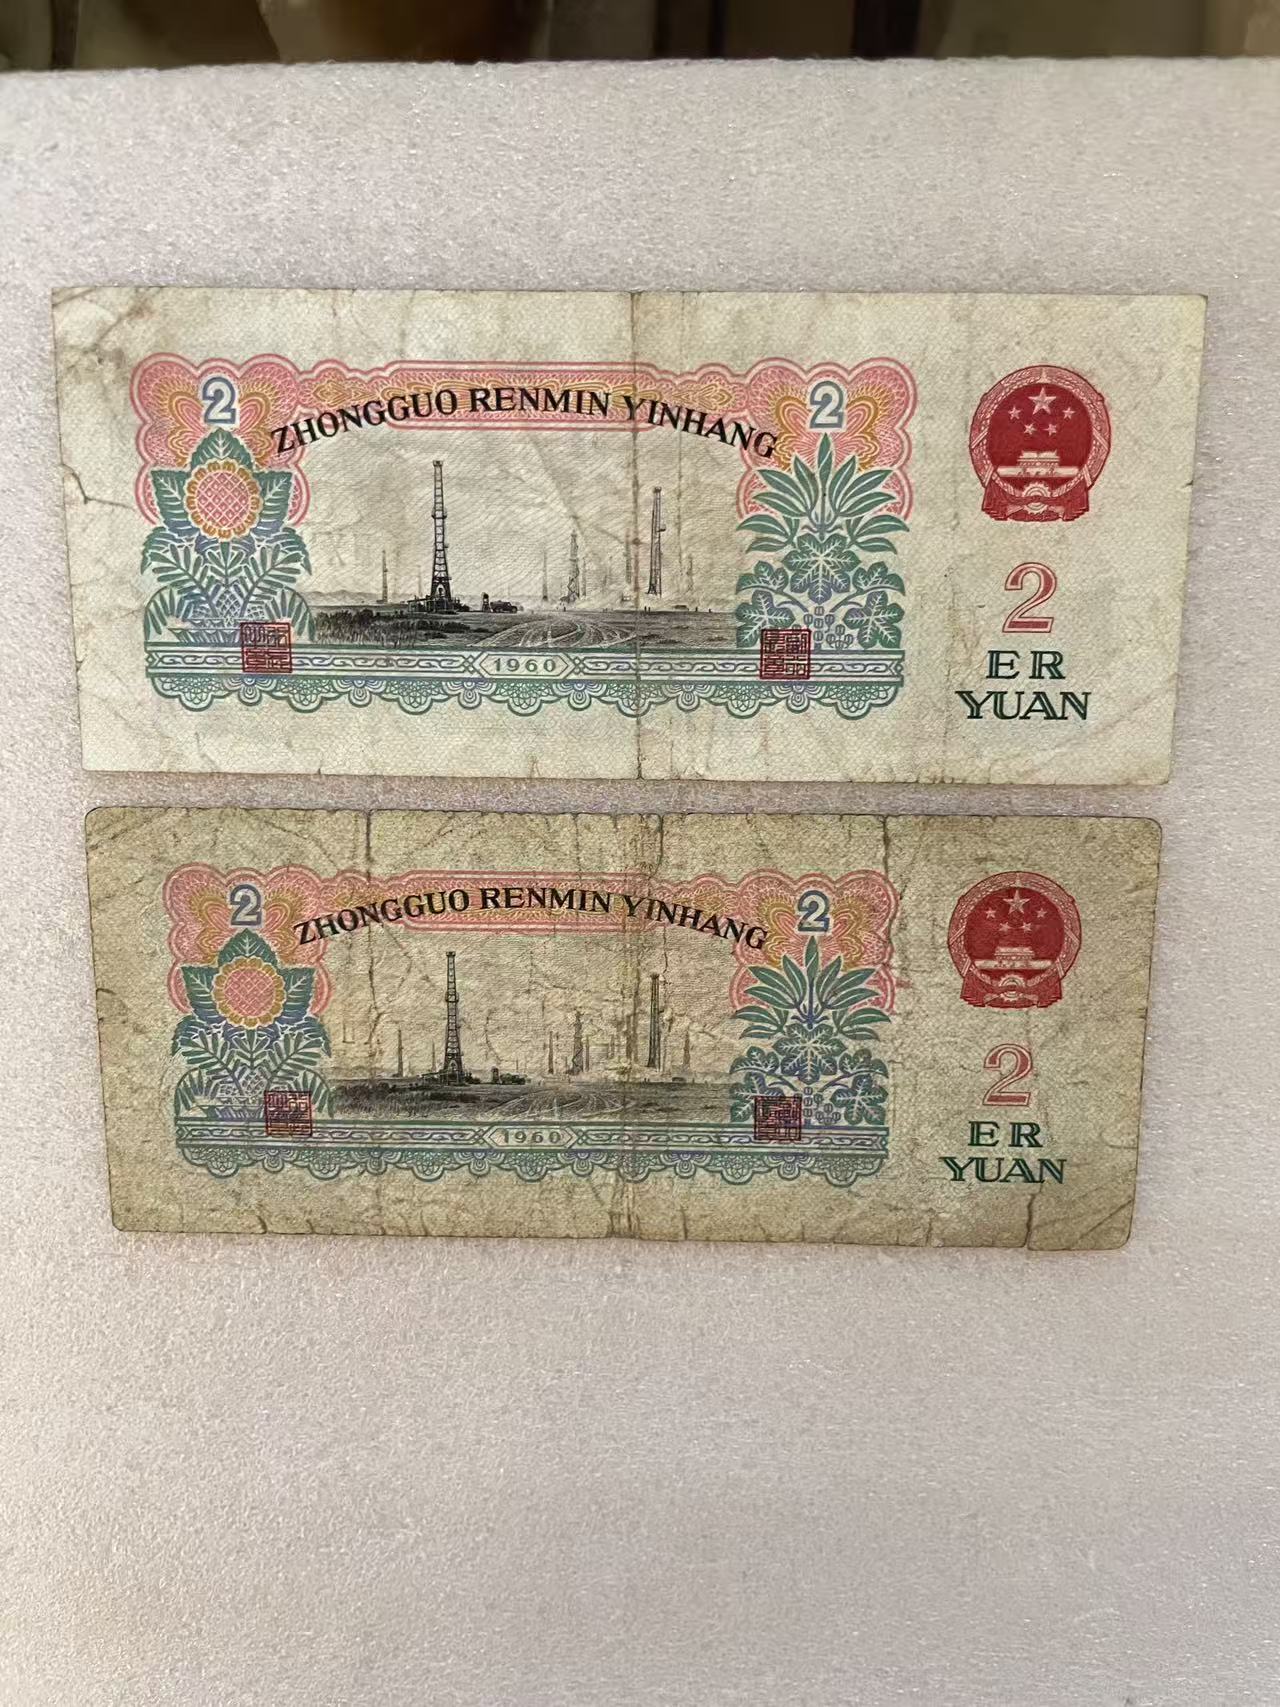 2 2
ZHONGGUO RENMIN YINHANG
2
ER
YUAN
1960
2 2
ZHONGGUO RENMIN YINHANG
2
ER
YUAN
1960